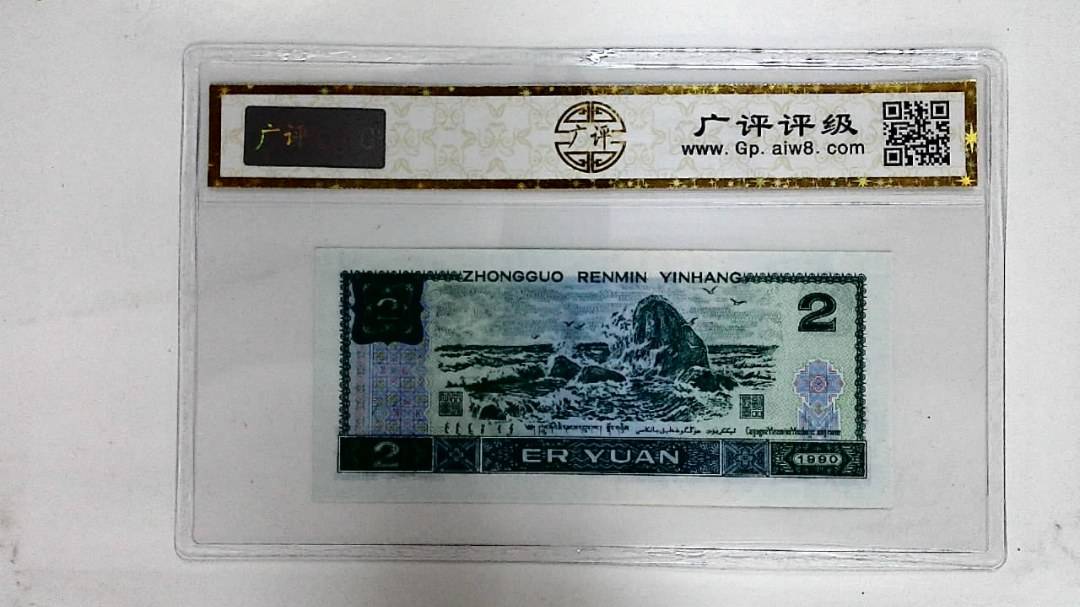 广评
广评
广评评级
www. Gp. aiw8. com
ZHONGGUO RENMIN YINHANG
2
2
2
ER YUAN
1990